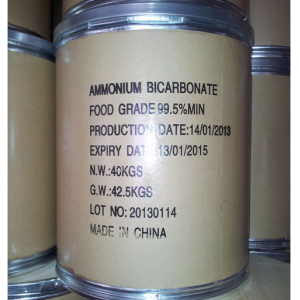 AMMONIUM BICARBONATE
FOOD GRADE 99.5%MIN
PRODUCTION DATE:14/01/2013
EXPIRY DATE:13/01/2015
N.W.:40KGS
G.W.:42.5KGS
LOT NO: 20130114
MADE IN CHINA